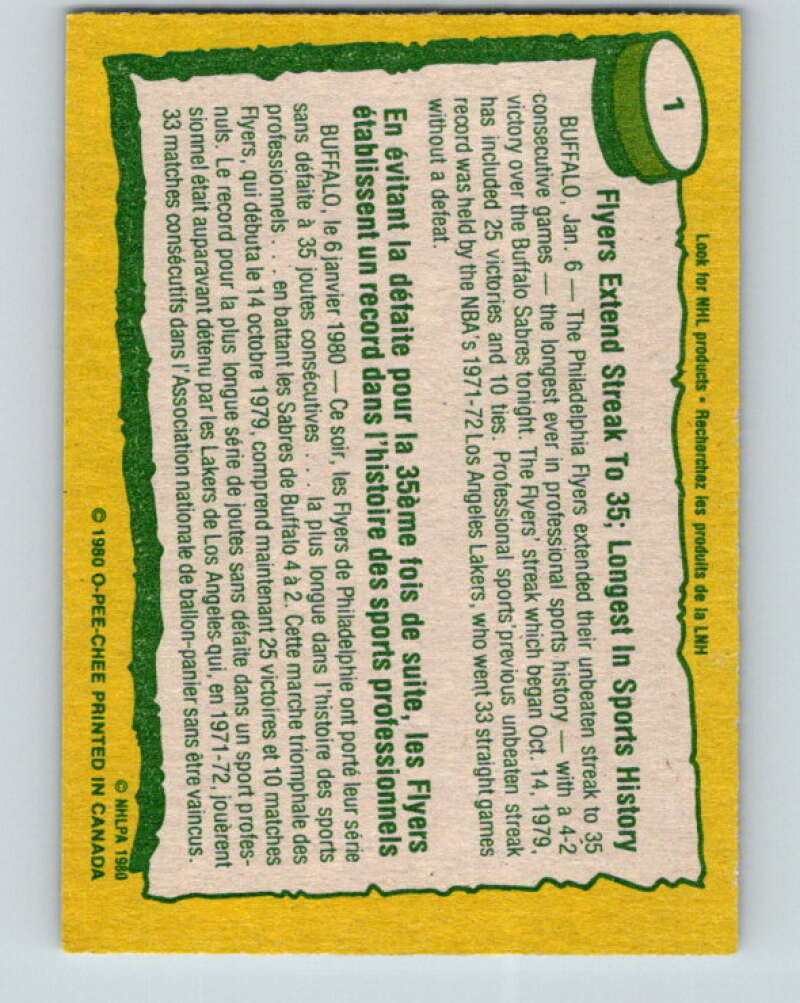 1
Look for NHL products • Recherchez les produits de la LNH
Flyers Extend Streak To 35; Longest In Sports History
BUFFALO, Jan. 6 — The Philadelphia Flyers extended their unbeaten streak to 35
consecutive games — the longest ever in professional sports history — with a 4-2
victory over the Buffalo Sabres tonight. The Flyers' streak which began Oct. 14, 1979,
has included 25 victories and 10 ties. Professional sports' previous unbeaten streak
record was held by the NBA's 1971-72 Los Angeles Lakers, who went 33 straight games
without a defeat.
En évitant la défaite pour la 35ème fois de suite, les Flyers
établissent un record dans l'histoire des sports professionnels
BUFFALO, le 6 janvier 1980 — Ce soir, les Flyers de Philadelphie ont porté leur série
sans défaite à 35 joutes consécutives . . . la plus longue dans l'histoire des sports
professionnels . . . en battant les Sabres de Buffalo 4 à 2. Cette marche triomphale des
Flyers, qui débuta le 14 octobre 1979, comprend maintenant 25 victoires et 10 matches
nuls. Le record pour la plus longue série de joutes sans défaite dans un sport profes-
sionnel était auparavant détenu par les Lakers de Los Angeles qui, en 1971-72, jouèrent
33 matches consécutifs dans l'Association nationale de ballon-panier sans être vaincus.
© NHLPA 1980
© 1980 O-PEE-CHEE PRINTED IN CANADA